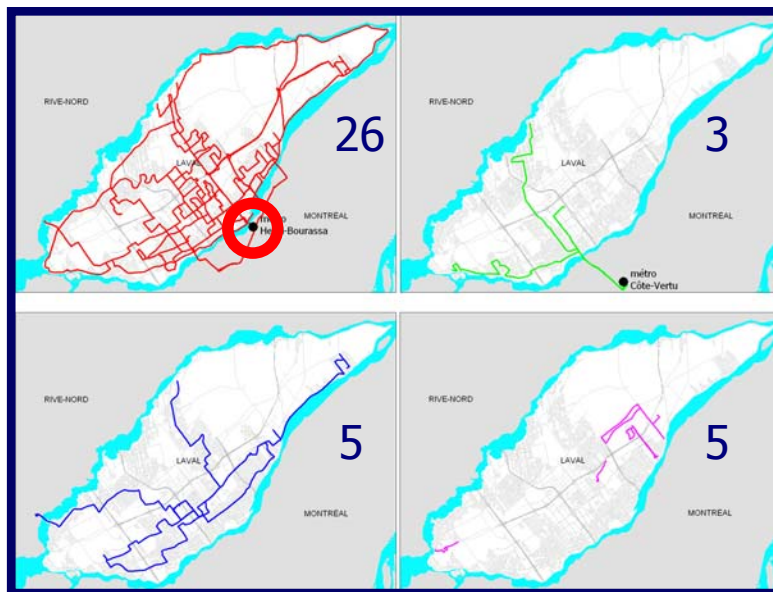 RIVE-NORD
26
LAVAL
MONTRÉAL
métro
Bourassa
RIVE-NORD
3
LAVAL
MONTRÉAL
métro
Côte-Vertu
RIVE-NORD
5
LAVAL
MONTRÉAL
RIVE-NORD
5
LAVAL
MONTRÉAL